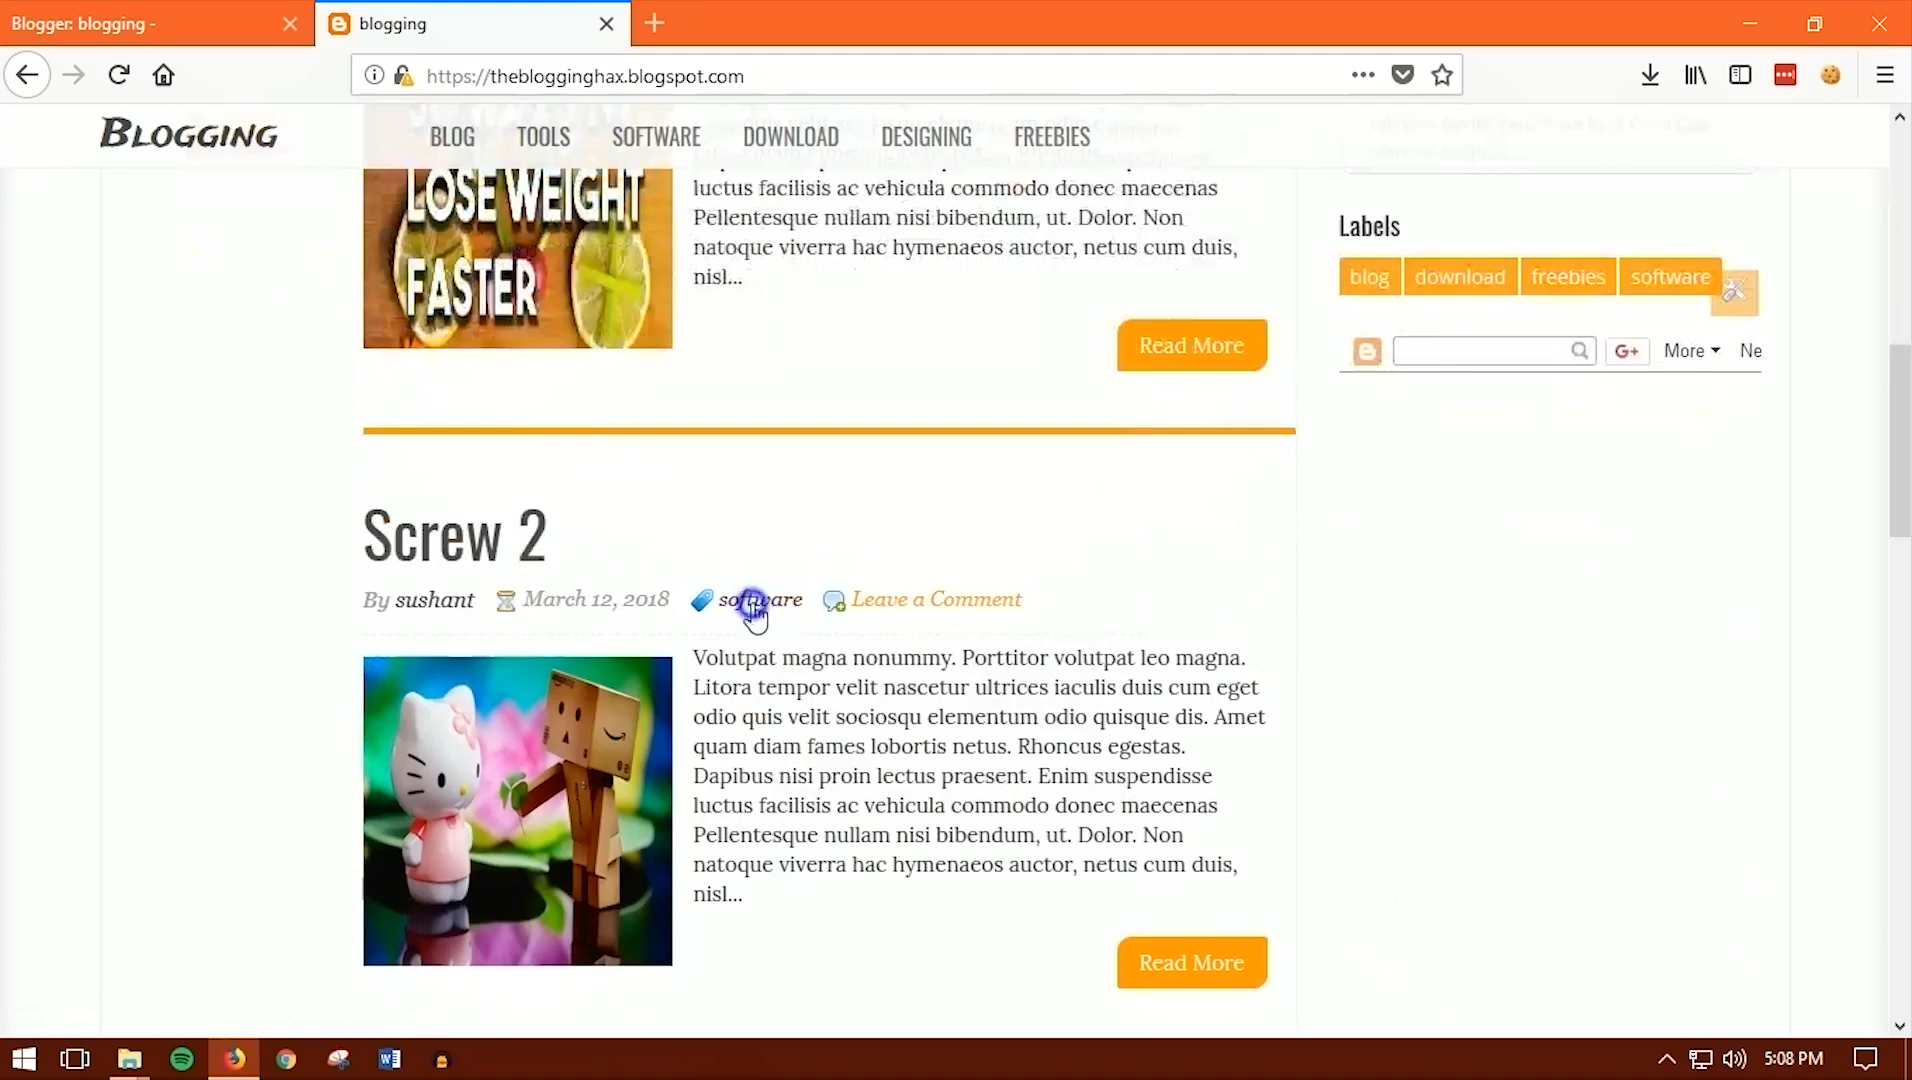 Blogger: blogging -
blogging
https://theblogginghax.blogspot.com
BLOGGING
BLOG TOOLS SOFTWARE DOWNLOAD DESIGNING FREEBIES
LOSE WEIGHT
FASTER
luctus facilisis ac vehicula commodo donec maecenas
Pellentesque nullam nisi bibendum, ut. Dolor. Non
natoque viverra hac hymenaeos auctor, netus cum duis,
nisl...
Read More
Labels
blog download freebies software
G+ More Ne
Screw 2
By sushant March 12, 2018 software Leave a Comment
Volutpat magna nonummy. Porttitor volutpat leo magna.
Litora tempor velit nascetur ultrices iaculis duis cum eget
odio quis velit sociosqu elementum odio quisque dis. Amet
quam diam fames lobortis netus. Rhoncus egestas.
Dapibus nisi proin lectus praesent. Enim suspendisse
luctus facilisis ac vehicula commodo donec maecenas
Pellentesque nullam nisi bibendum, ut. Dolor. Non
natoque viverra hac hymenaeos auctor, netus cum duis,
nisl...
Read More
5:08 PM